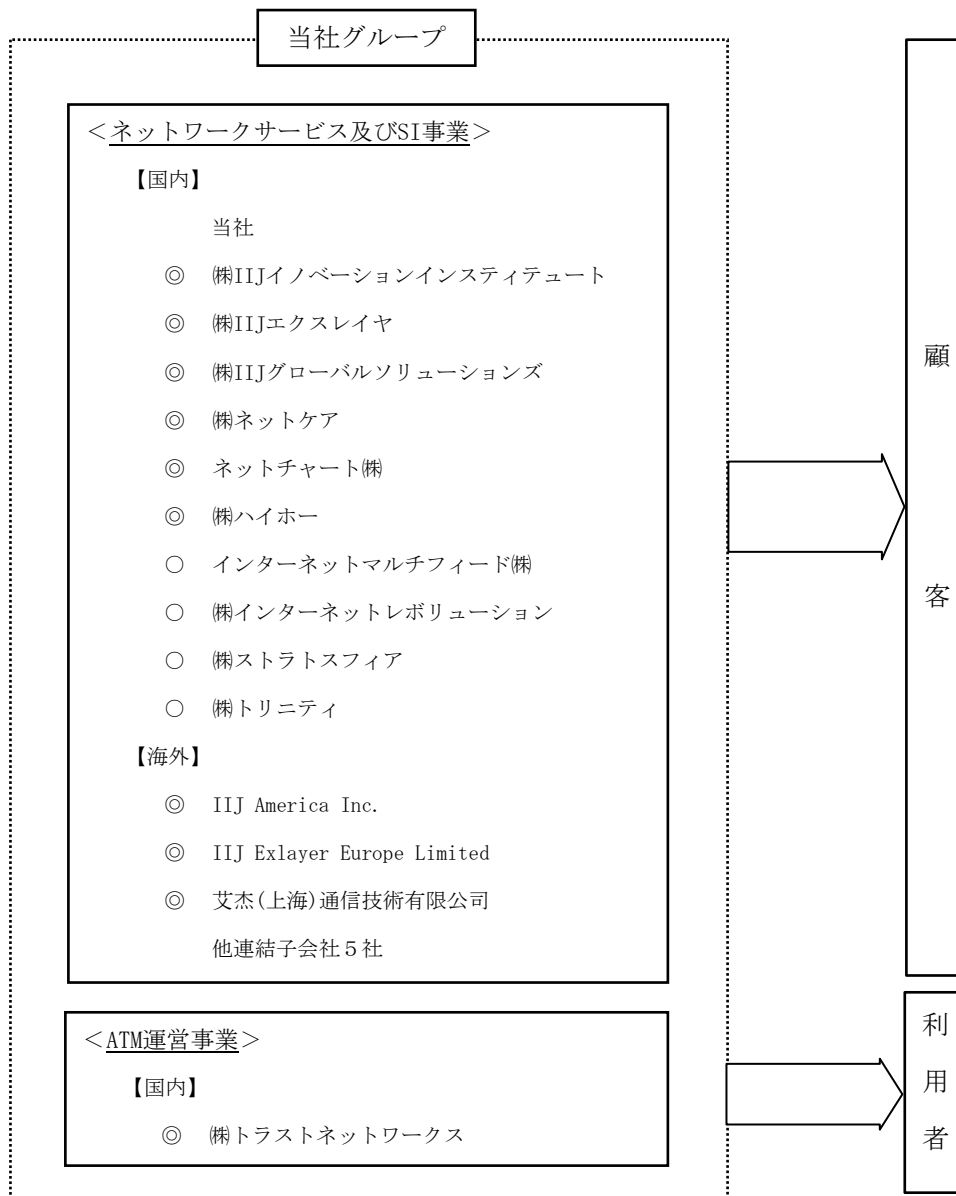 当社グループ
＜ネットワークサービス及びSI事業＞
【国内】
当社
◎ ㈱IIJイノベーションインスティテュート
◎ ㈱IIJエクスレイヤ
◎ ㈱IIJグローバルソリューションズ
◎ ㈱ネットケア
◎ ネットチャート㈱
◎ ㈱ハイホー
○ インターネットマルチフィード㈱
○ ㈱インターネットレボリューション
○ ㈱ストラトスフィア
○ ㈱トリニティ
【海外】
◎ IIJ America Inc.
◎ IIJ Exlayer Europe Limited
◎ 艾杰(上海)通信技術有限公司
他連結子会社５社
＜ATM運営事業＞
【国内】
◎ ㈱トラストネットワークス
顧客
利用者